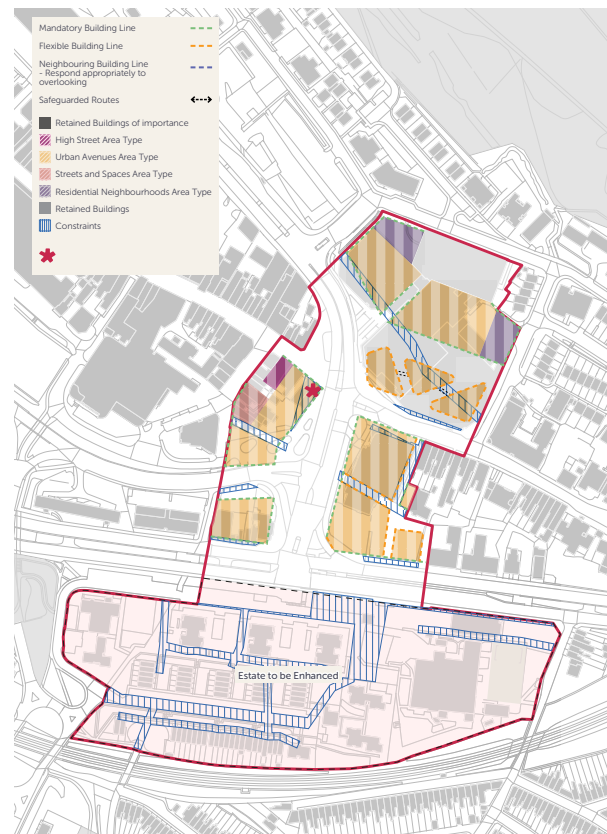 Mandatory Building Line
Flexible Building Line
Neighbouring Building Line
- Respond appropriately to
overlooking
Safeguarded Routes
Retained Buildings of importance
High Street Area Type
Urban Avenues Area Type
Streets and Spaces Area Type
Residential Neighbourhoods Area Type
Retained Buildings
Constraints
Estate to be Enhanced